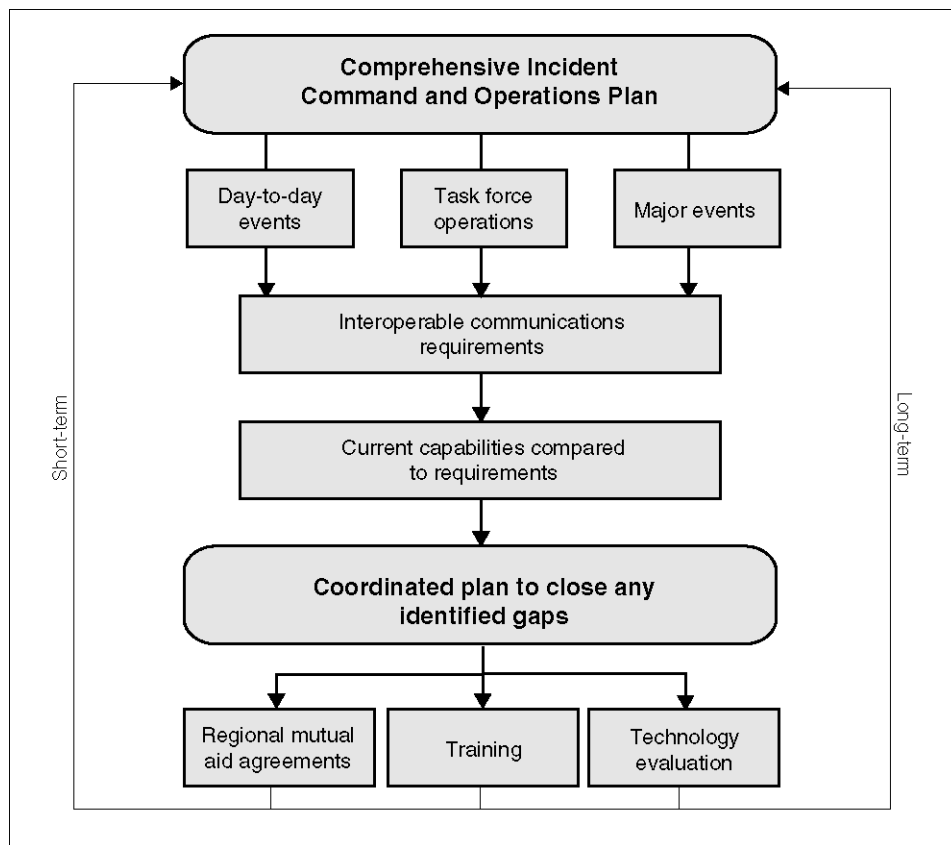 Comprehensive Incident
Command and Operations Plan
Day-to-day
events
Task force
operations
Major events
Interoperable communications
requirements
Short-term
Long-term
Current capabilities compared
to requirements
Coordinated plan to close any
identified gaps
Regional mutual
aid agreements
Training
Technology
evaluation